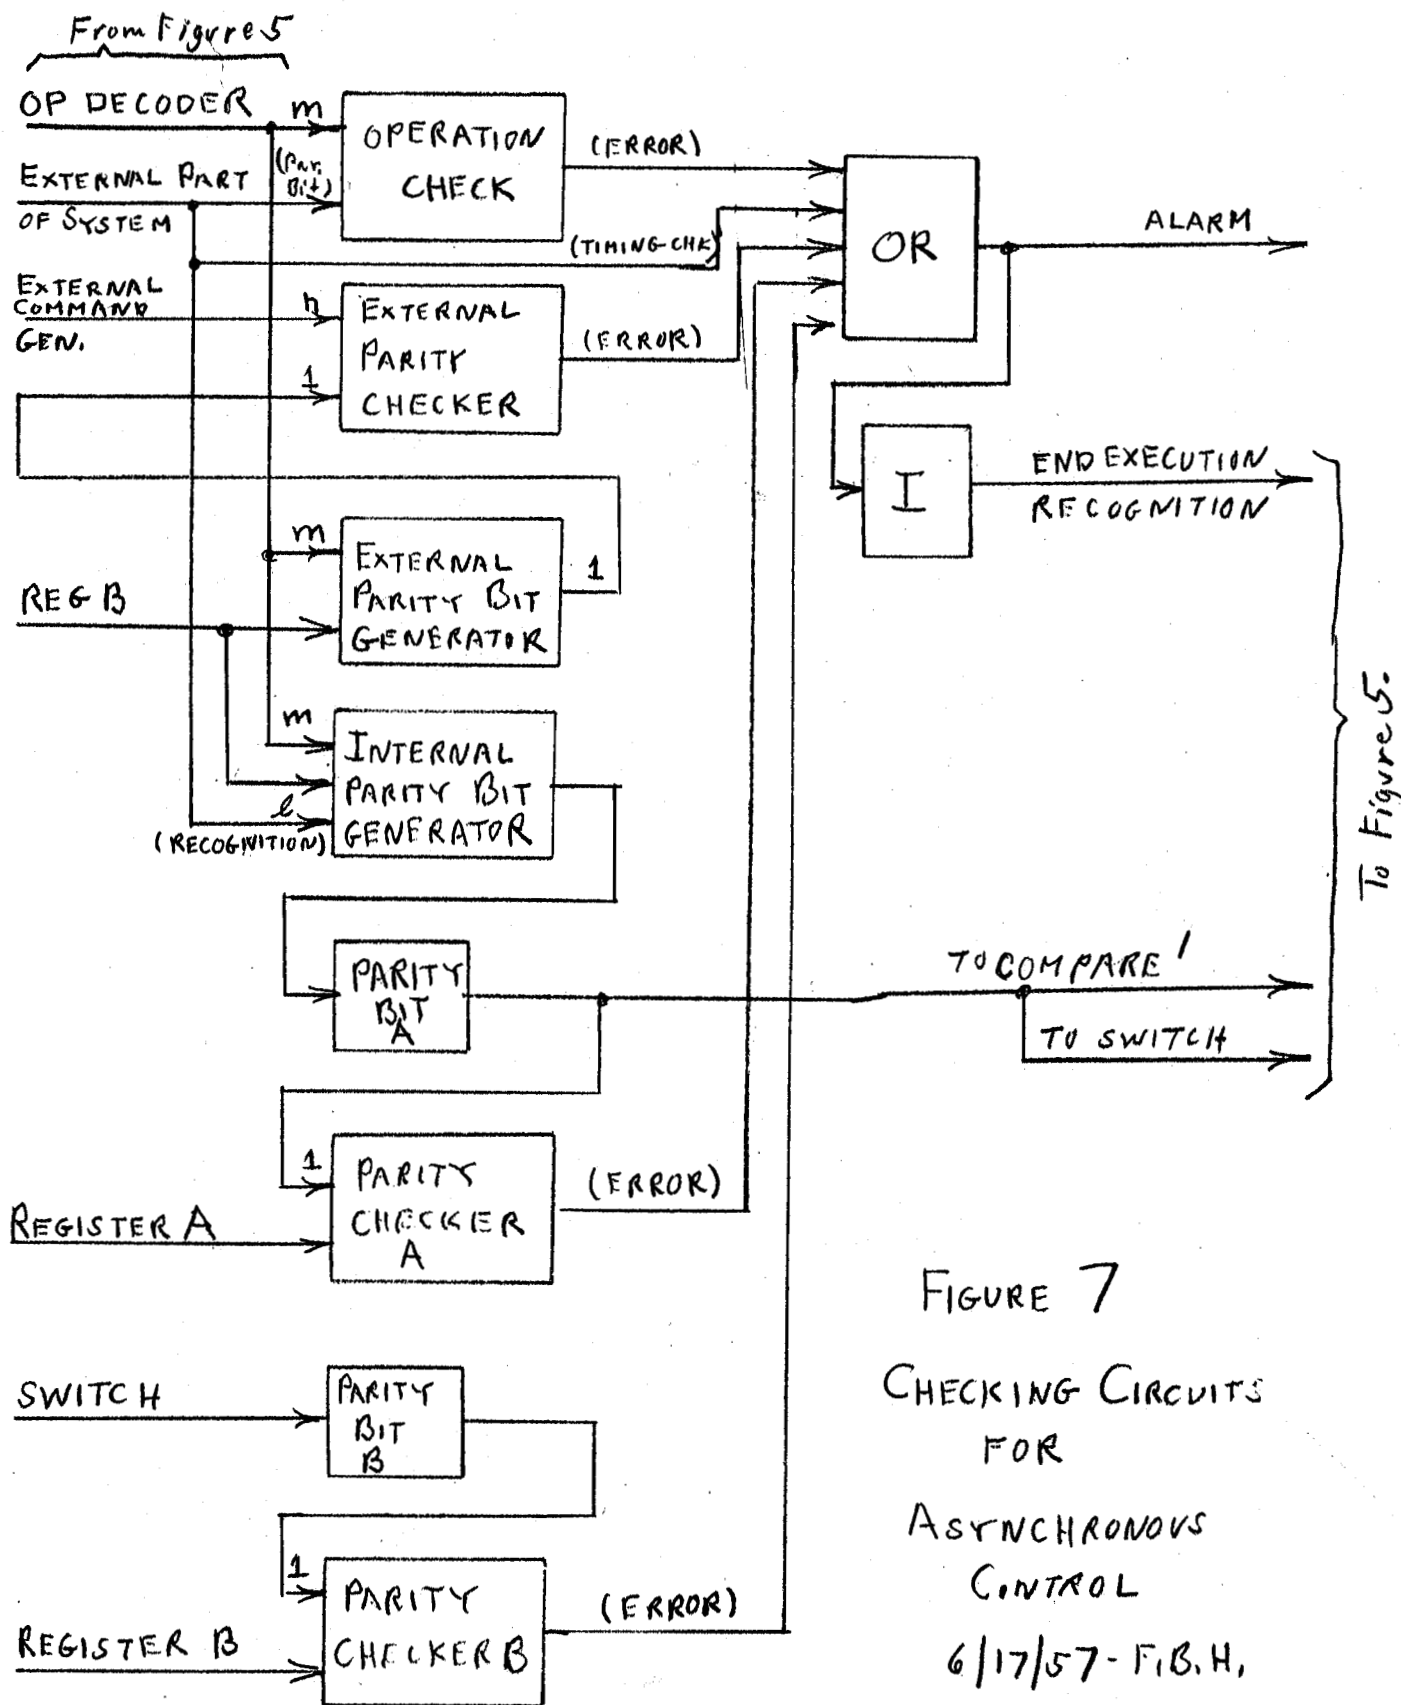 From Figure 5
OP DECODER
m
OPERATION
CHECK
(ERROR)
(PAR.
Bit)
EXTERNAL PART
OF SYSTEM
(TIMING-CHK)
OR
ALARM
EXTERNAL
COMMAND
GEN.
n
1
EXTERNAL
PARITY
CHECKER
(ERROR)
I
END EXECUTION
RECOGNITION
m
EXTERNAL
PARITY BIT
GENERATOR
1
REG B
m
INTERNAL
PARITY BIT
GENERATOR
l
(RECOGNITION)
To Figure 5.
PARITY
BIT
A
TO COMPARE
TO SWITCH
1
PARITY
CHECKER
A
(ERROR)
REGISTER A
SWITCH
PARITY
BIT
B
1
PARITY
CHECKER B
(ERROR)
REGISTER B
FIGURE 7
CHECKING CIRCUITS
FOR
ASYNCHRONOUS
CONTROL
6/17/57 - F.B.H.